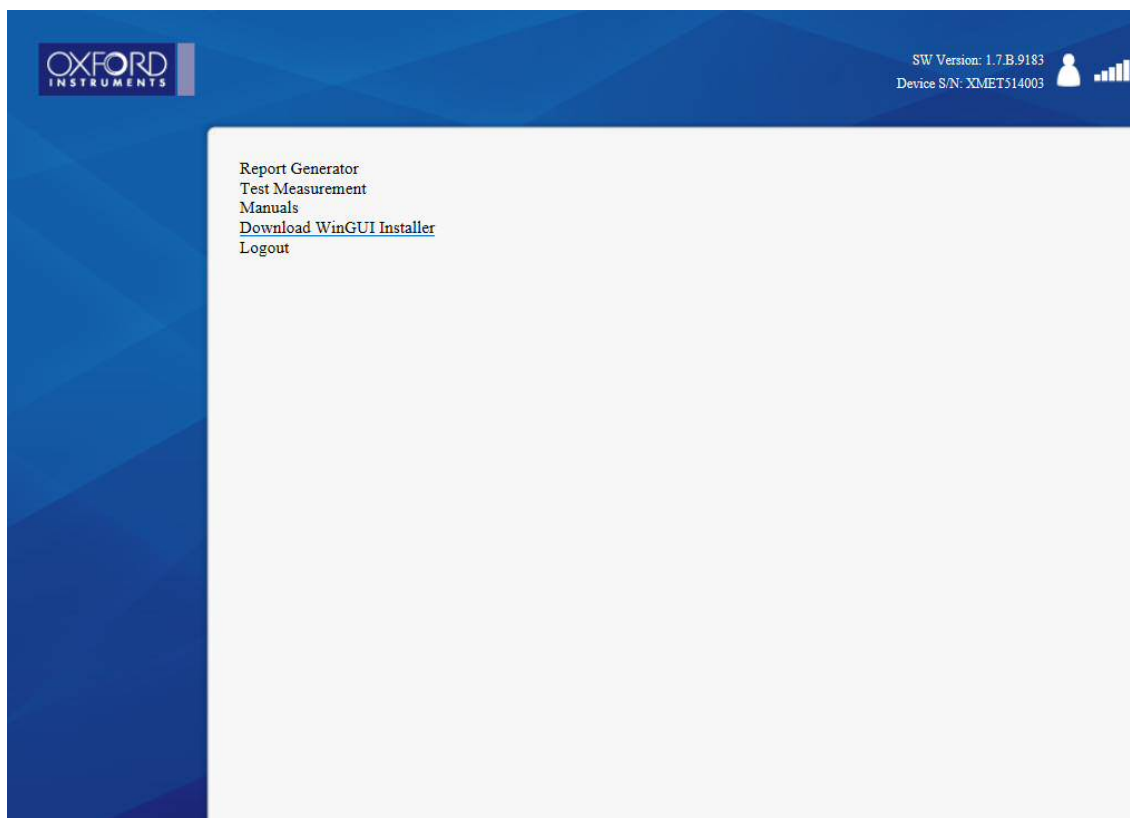 OXFORD
INSTRUMENTS
SW Version: 1.7.B.9183
Device S/N: XMET514003
Report Generator
Test Measurement
Manuals
Download WinGUI Installer
Logout